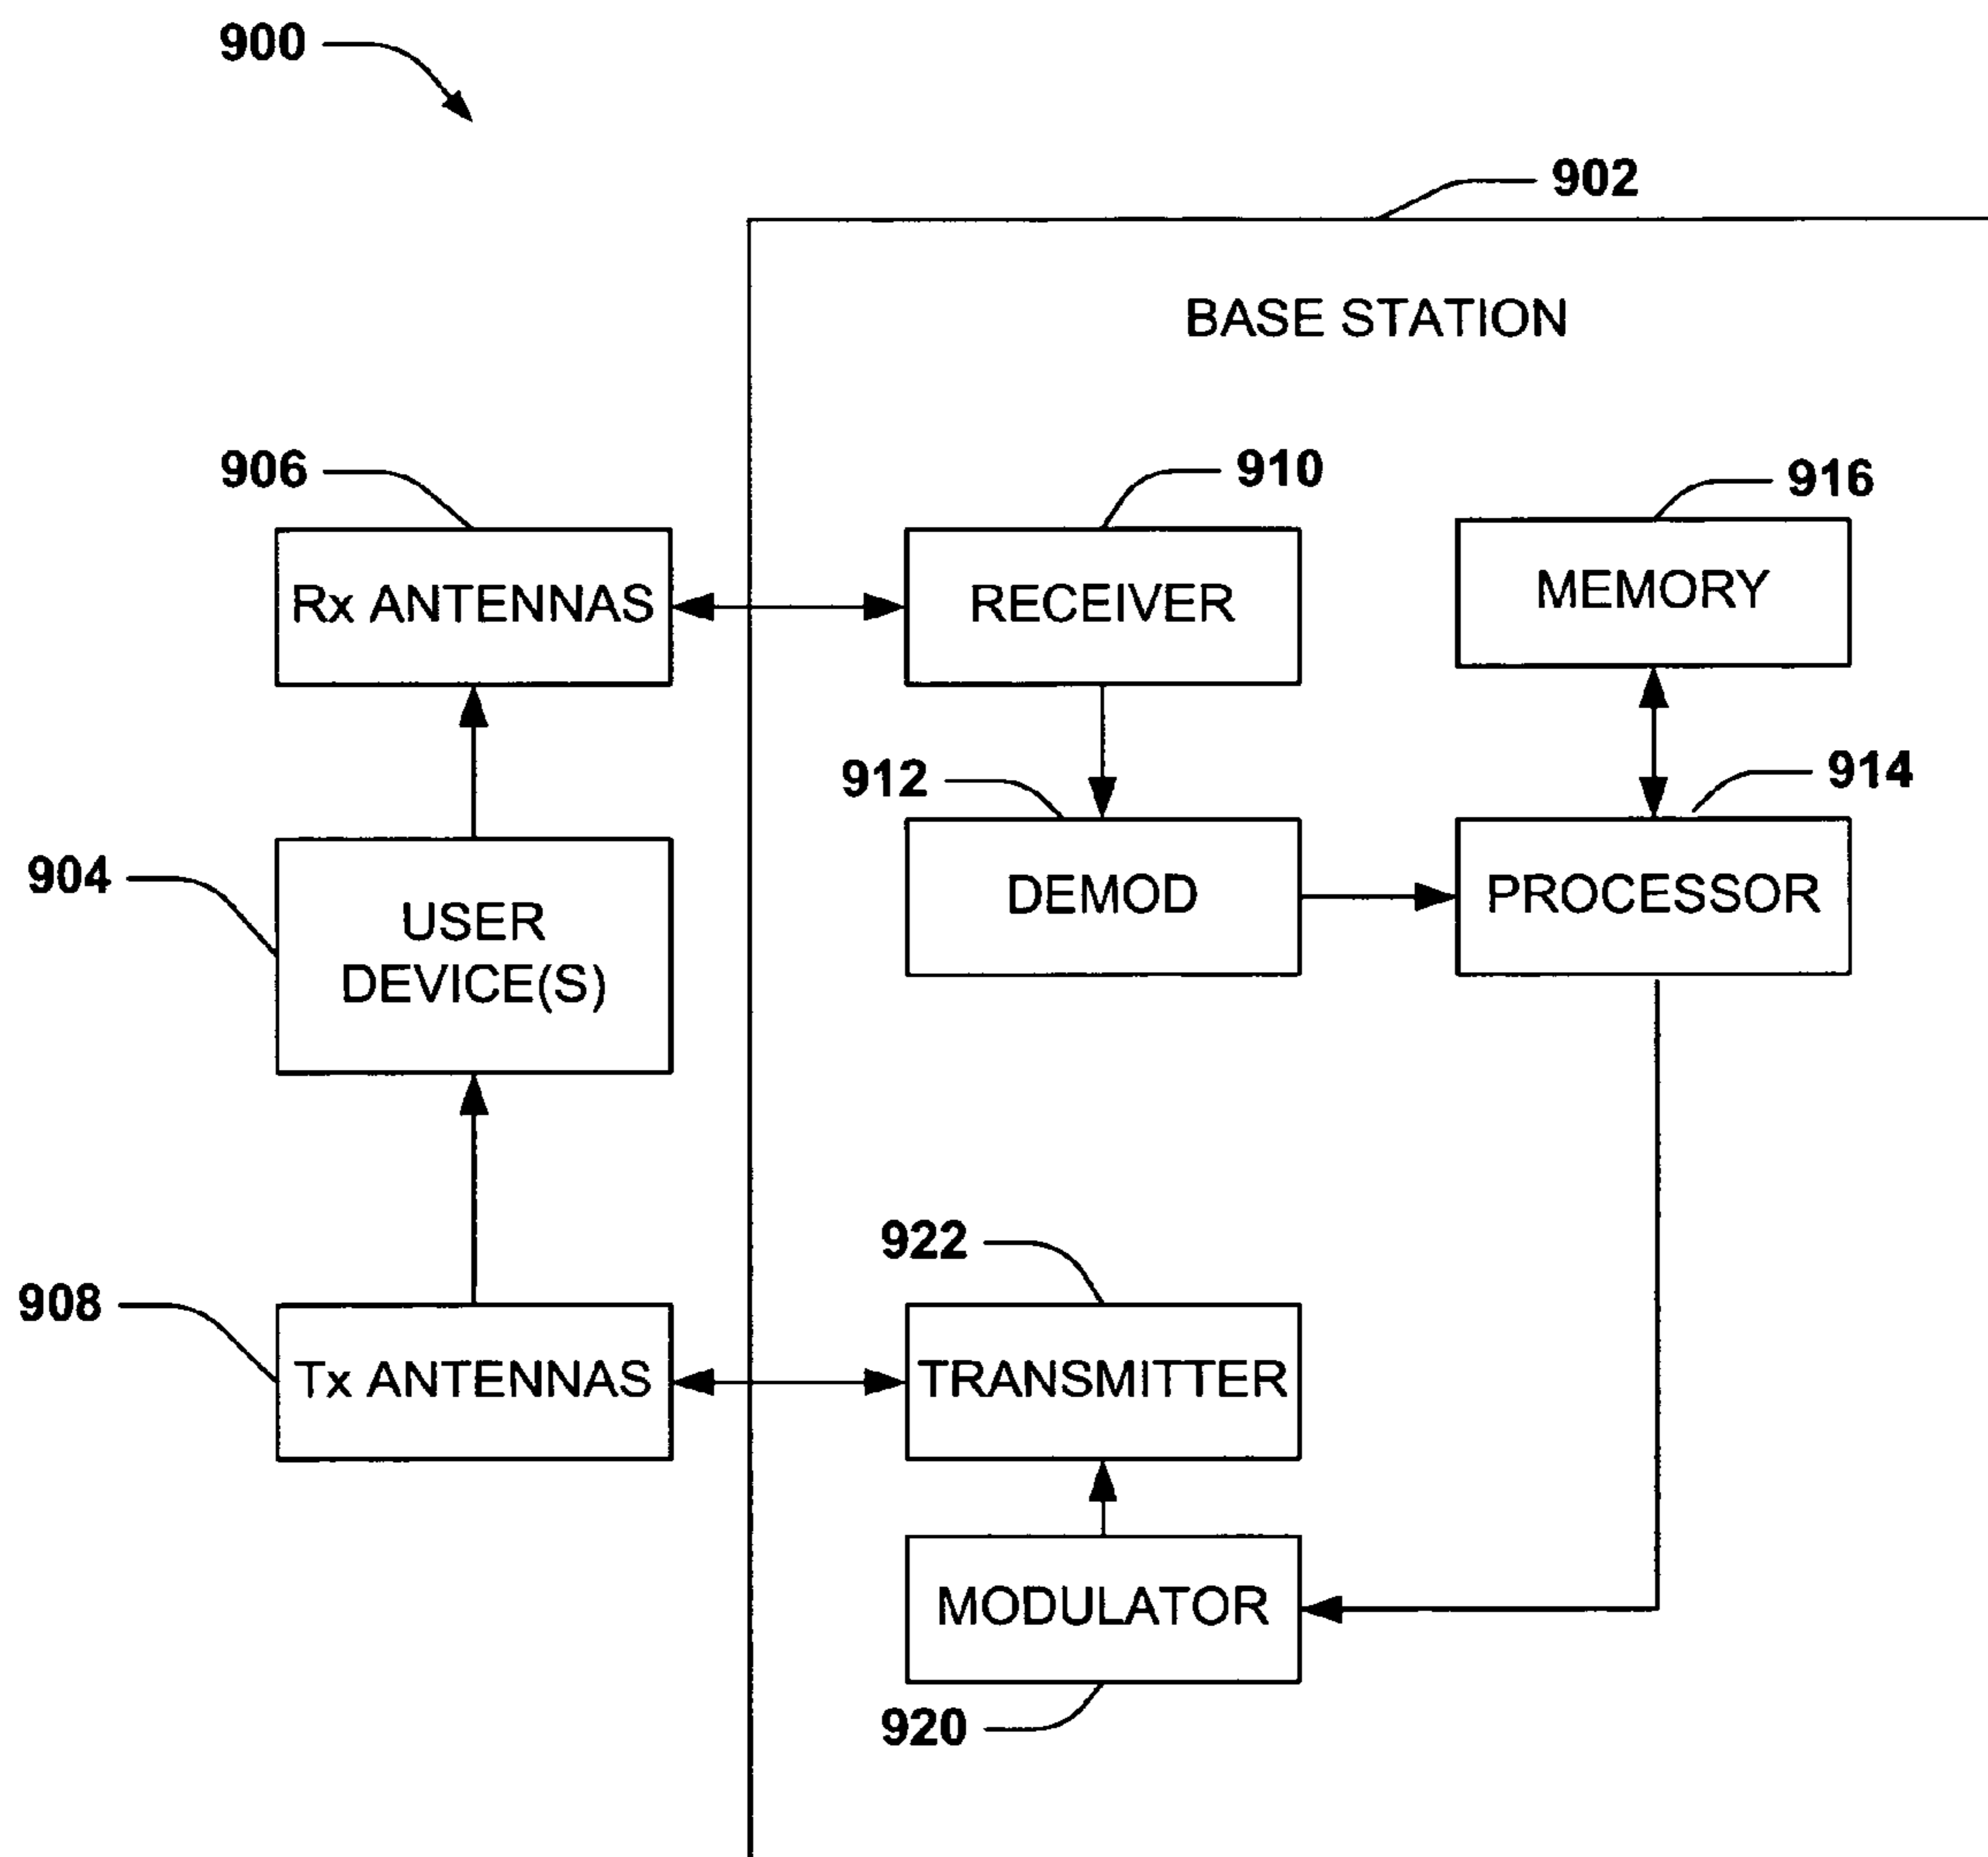 900
902
BASE STATION
906
910
916
Rx ANTENNAS
RECEIVER
MEMORY
912
914
904
USER
DEVICE(S)
DEMOD
PROCESSOR
922
908
Tx ANTENNAS
TRANSMITTER
MODULATOR
920